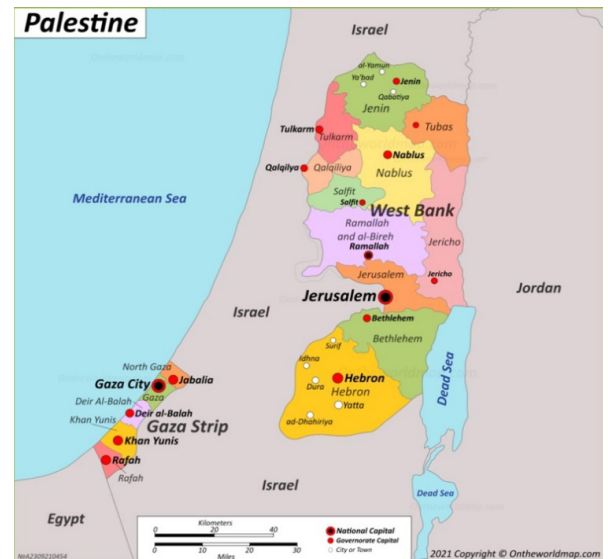 Palestine
Israel
al-Yamun
Ya'bad
Jenin
Qabatiya
Jenin
Tulkarm
Tulkarm
Tubas
Nablus
Qalqilya
Qalqiliya
Nablus
Mediterranean Sea
Salfit
Salfit
West Bank
Ramallah
and al-Bireh
Ramallah
Jericho
Jerusalem
Jericho
Jordan
Jerusalem
Israel
Bethlehem
Bethlehem
Surif
Idhna
North Gaza
Jabalia
Gaza City
Gaza
Hebron
Hebron
Dura
Yatta
Dead Sea
Deir Al-Balah
Deir al-Balah
Khan Yunis
Gaza Strip
ad-Dhahiriya
Khan Yunis
Rafah
Rafah
Israel
Dead Sea
Egypt
Kilometers
0 20 40
0 10 20 30
Miles
National Capital
Governorate Capital
City or Town
NoA2309210454
2021 Copyright © Ontheworldmap.com